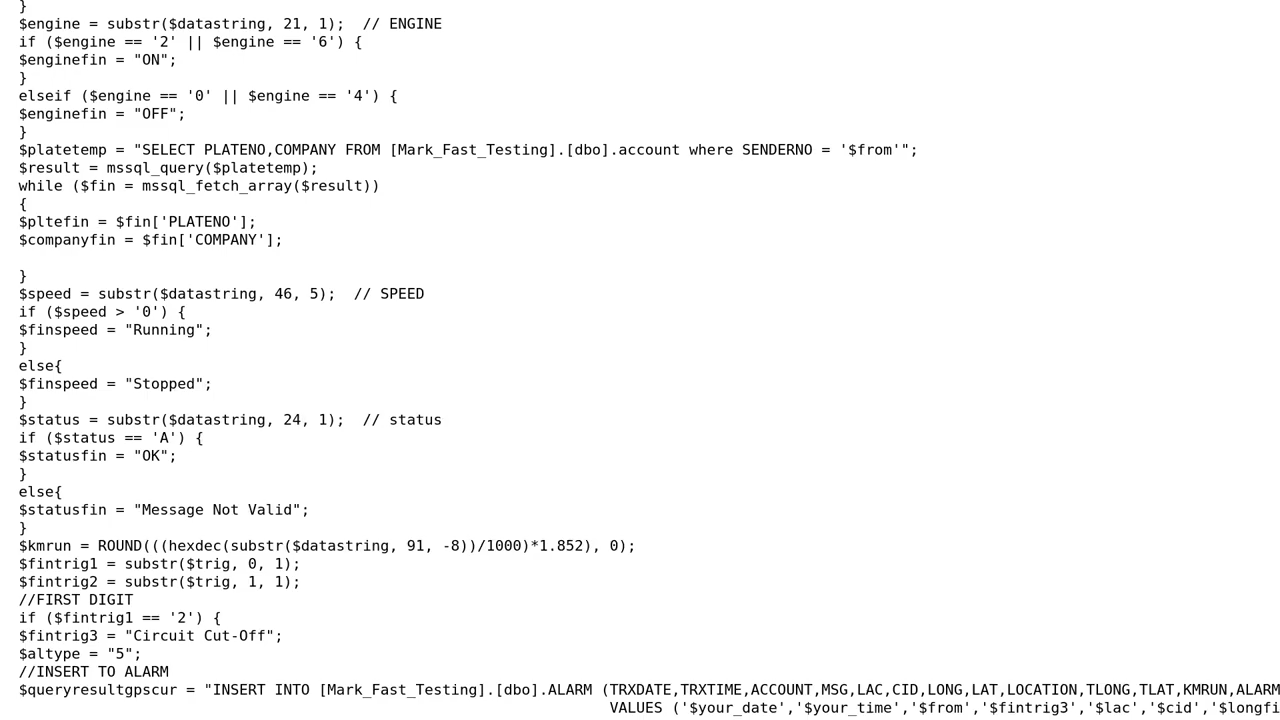 }
$engine = substr($datastring, 21, 1);  // ENGINE
if ($engine == '2' || $engine == '6') {
$enginefin = "ON";
}
elseif ($engine == '0' || $engine == '4') {
$enginefin = "OFF";
}
$platetemp = "SELECT PLATENO,COMPANY FROM [Mark_Fast_Testing].[dbo].account where SENDERNO = '$from'";
$result = mssql_query($platetemp);
while ($fin = mssql_fetch_array($result))
{
$pltefin = $fin['PLATENO'];
$companyfin = $fin['COMPANY'];
}
$speed = substr($datastring, 46, 5);  // SPEED
if ($speed > '0') {
$finspeed = "Running";
}
else{
$finspeed = "Stopped";
}
$status = substr($datastring, 24, 1);  // status
if ($status == 'A') {
$statusfin = "OK";
}
else{
$statusfin = "Message Not Valid";
}
$kmrun = ROUND(((hexdec(substr($datastring, 91, -8))/1000)*1.852), 0);
$fintrig1 = substr($trig, 0, 1);
$fintrig2 = substr($trig, 1, 1);
//FIRST DIGIT
if ($fintrig1 == '2') {
$fintrig3 = "Circuit Cut-Off";
$altype = "5";
//INSERT TO ALARM
$queryresultgpscur = "INSERT INTO [Mark_Fast_Testing].[dbo].ALARM (TRXDATE,TRXTIME,ACCOUNT,MSG,LAC,CID,LONG,LAT,LOCATION,TLONG,TLAT,KMRUN,ALARM
VALUES ('$your_date','$your_time','$from','$fintrig3','$lac','$cid','$longfi